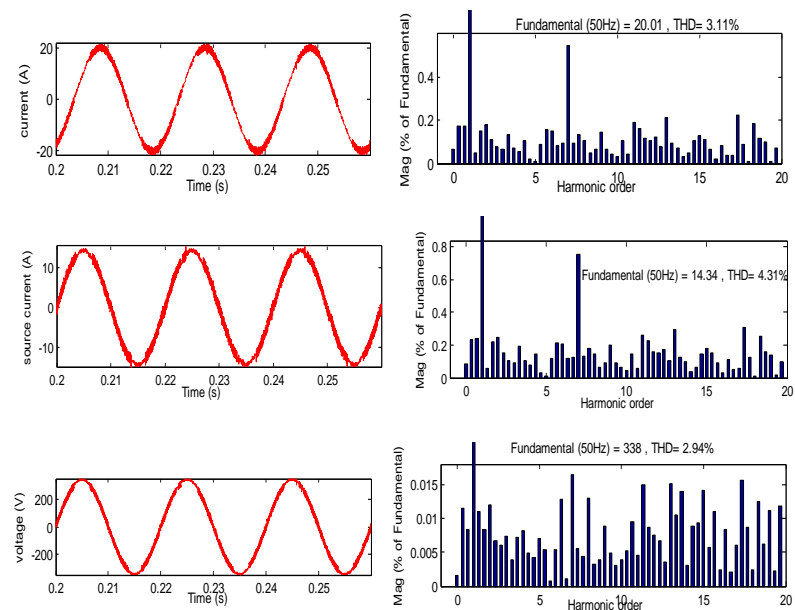 current (A)
20
0
-20
0.2 0.21 0.22 0.23 0.24 0.25
Time (s)
Fundamental (50Hz) = 20.01 , THD= 3.11%
Mag (% of Fundamental)
0.4
0.2
0
0 5 10 15 20
Harmonic order
source current (A)
10
0
-10
0.2 0.21 0.22 0.23 0.24 0.25
Time (s)
Fundamental (50Hz) = 14.34 , THD= 4.31%
Mag (% of Fundamental)
0.8
0.6
0.4
0.2
0
0 5 10 15 20
Harmonic order
voltage (V)
200
0
-200
0.2 0.21 0.22 0.23 0.24 0.25
Time (s)
Fundamental (50Hz) = 338 , THD= 2.94%
Mag (% of Fundamental)
0.015
0.01
0.005
0
0 5 10 15 20
Harmonic order